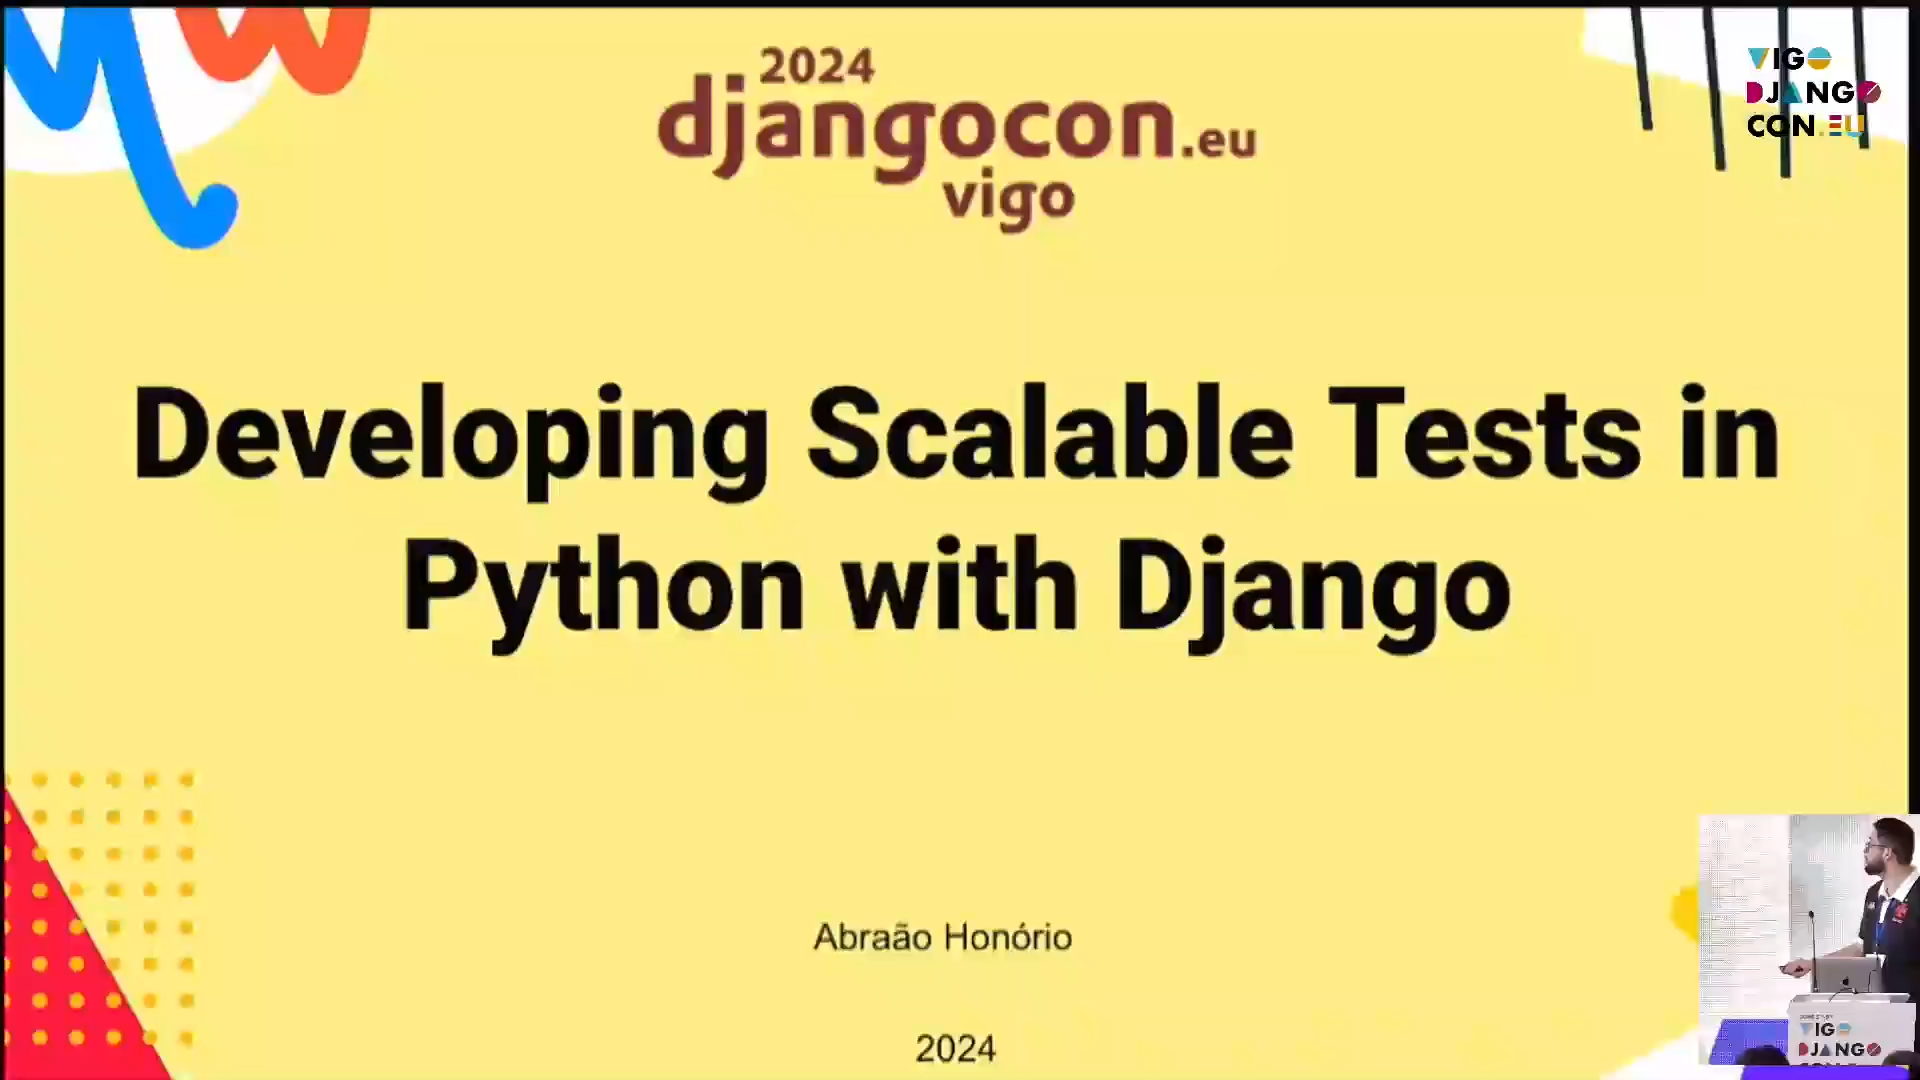 2024
djangocon.eu
vigo
VIGO
DJANGO
CON.EU
Developing Scalable Tests in
Python with Django
Abraão Honório
2024
VIGO
DJANGO